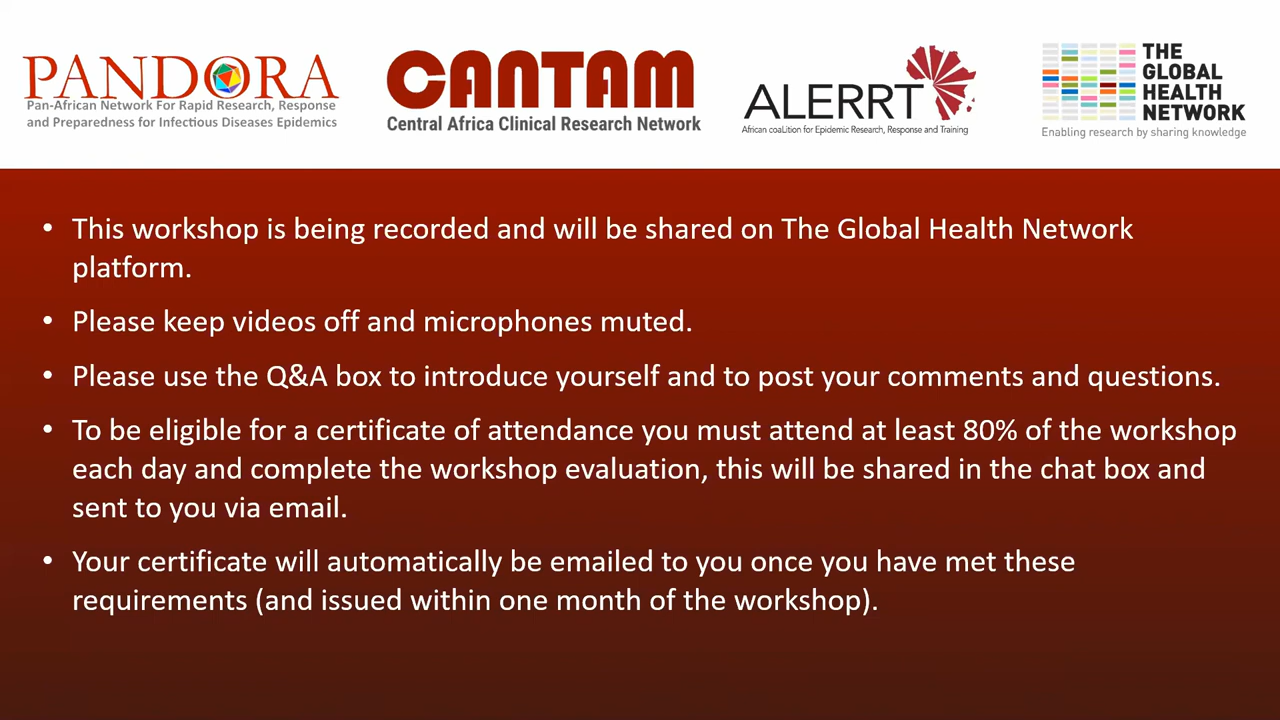 PANDORA
Pan-African Network For Rapid Research, Response
and Preparedness for Infectious Diseases Epidemics
CANTAM
Central Africa Clinical Research Network
ALERRT
African coaLition for Epidemic Research, Response and Training
THE
GLOBAL
HEALTH
NETWORK
Enabling research by sharing knowledge
• This workshop is being recorded and will be shared on The Global Health Network
platform.
• Please keep videos off and microphones muted.
• Please use the Q&A box to introduce yourself and to post your comments and questions.
• To be eligible for a certificate of attendance you must attend at least 80% of the workshop
each day and complete the workshop evaluation, this will be shared in the chat box and
sent to you via email.
• Your certificate will automatically be emailed to you once you have met these
requirements (and issued within one month of the workshop).